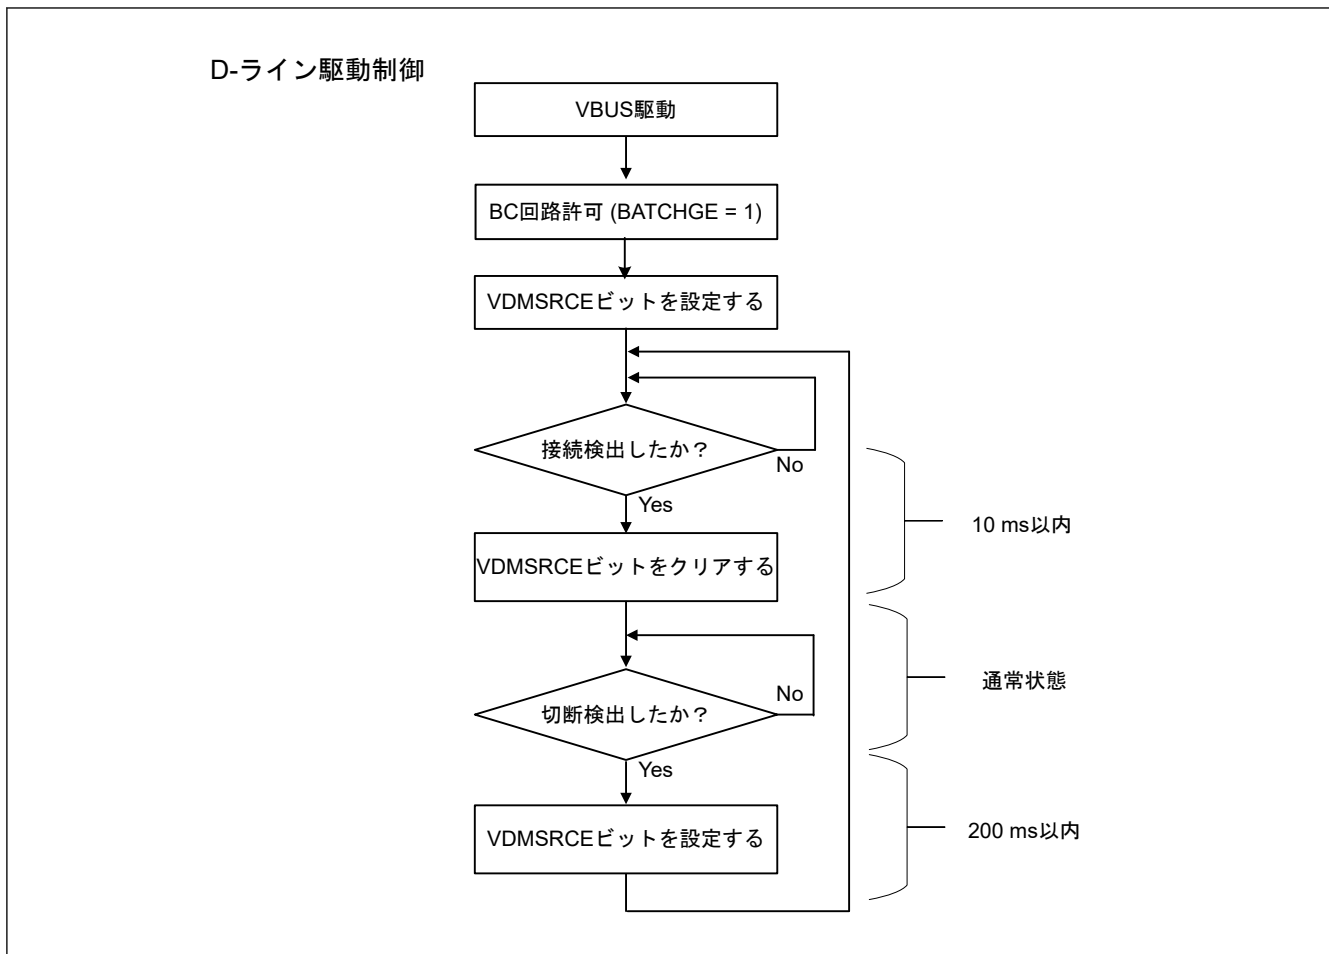 D-ライン駆動制御
VBUS駆動
BC回路許可 (BATCHGE = 1)
VDMSRCEビットを設定する
接続検出したか？
No
Yes
10 ms以内
VDMSRCEビットをクリアする
通常状態
No
切断検出したか？
Yes
200 ms以内
VDMSRCEビットを設定する